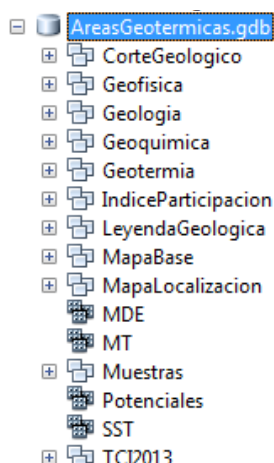 AreasGeotermicas.gdb
CorteGeologico
Geofisica
Geologia
Geoquimica
Geotermia
IndiceParticipacion
LeyendaGeologica
MapaBase
MapaLocalizacion
MDE
MT
Muestras
Potenciales
SST
TCI2013